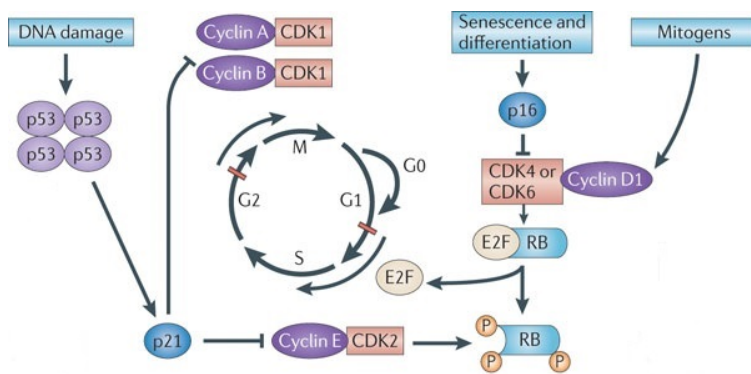 DNA damage
Cyclin A CDK1
Cyclin B CDK1
Senescence and
differentiation
Mitogens
p53 p53
p53 p53
p16
M
G0
G1
G2
S
CDK4 or
CDK6
Cyclin D1
E2F RB
E2F
p21
Cyclin E CDK2
P
RB
P
P